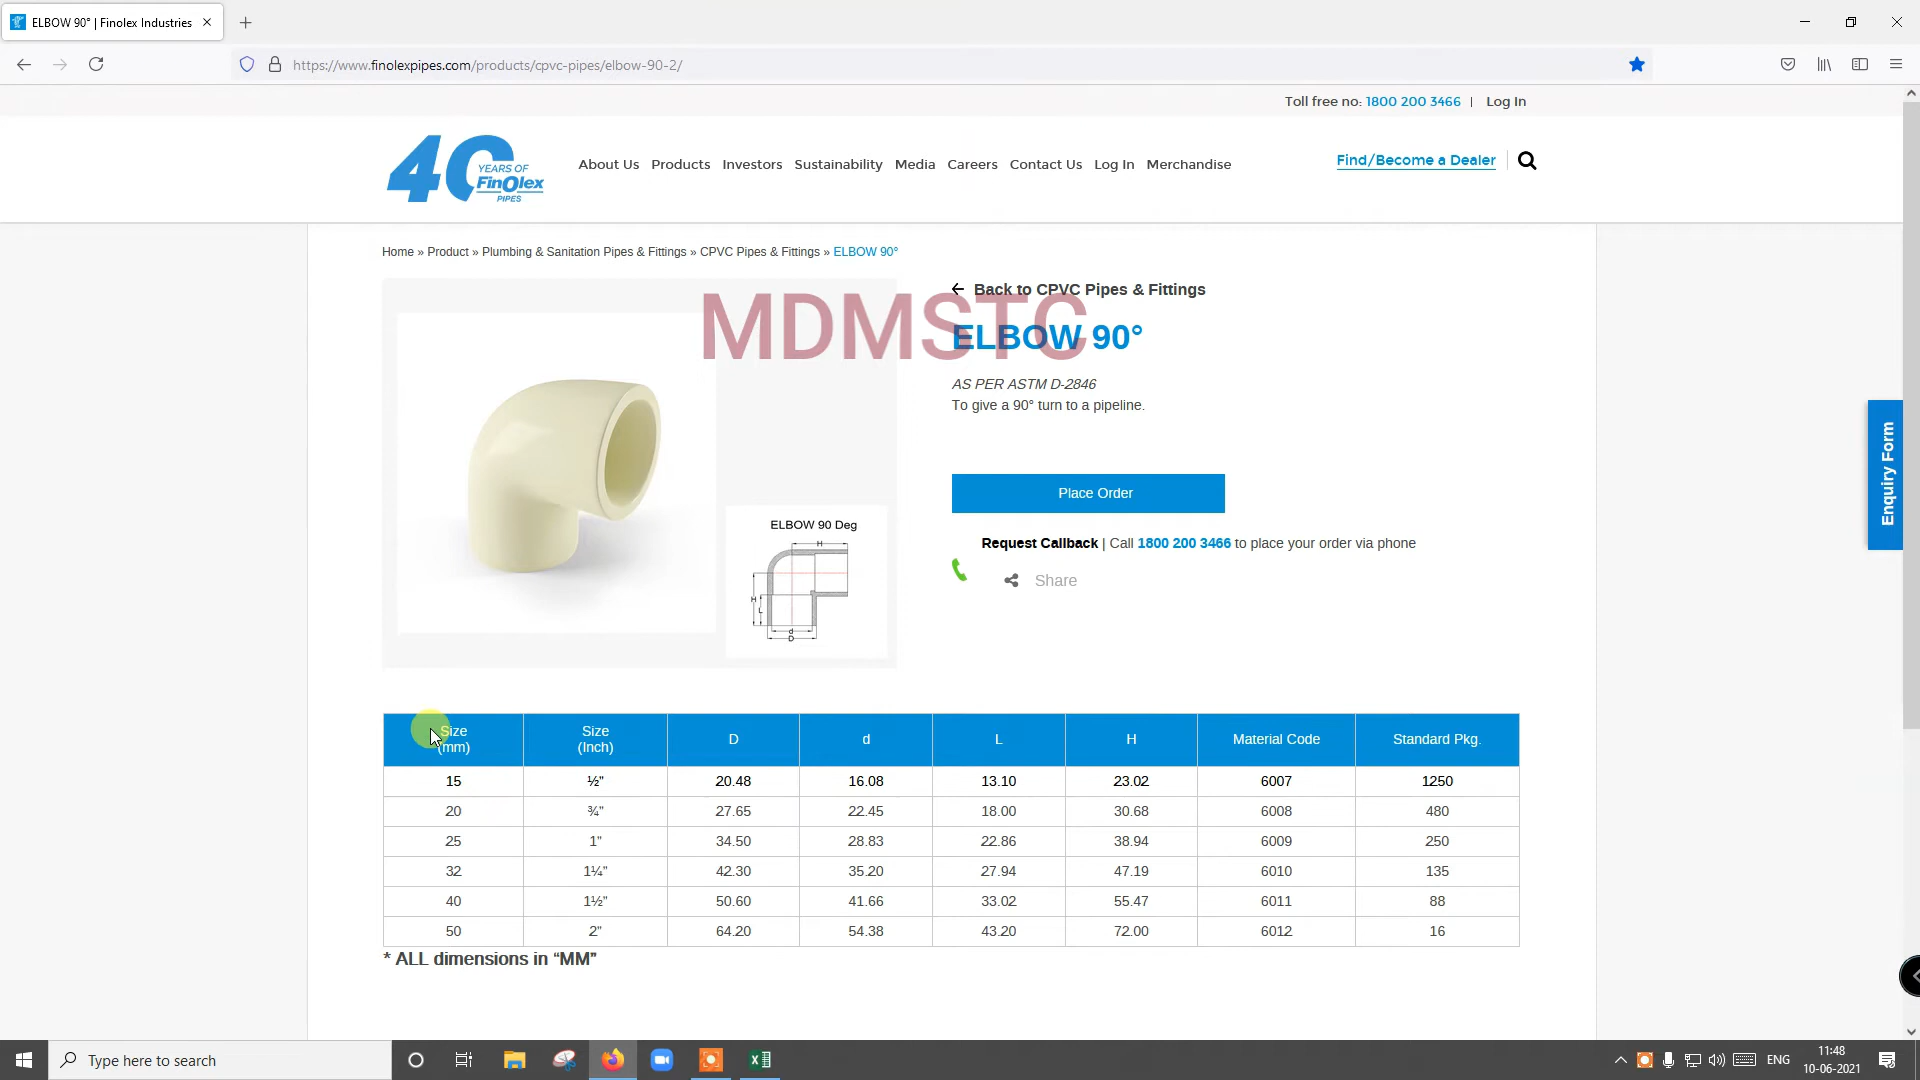 ELBOW 90° | Finolex Industries
https://www.finolexpipes.com/products/cpvc-pipes/elbow-90-2/
Toll free no: 1800 200 3466 | Log In
40 YEARS OF FinOlex PIPES
About Us Products Investors Sustainability Media Careers Contact Us Log In Merchandise
Find/Become a Dealer
Home » Product » Plumbing & Sanitation Pipes & Fittings » CPVC Pipes & Fittings » ELBOW 90°
Back to CPVC Pipes & Fittings
MDMSTC
ELBOW 90°
AS PER ASTM D-2846
To give a 90° turn to a pipeline.
Place Order
Request Callback | Call 1800 200 3466 to place your order via phone
Share
Enquiry Form
ELBOW 90 Deg
H
H
L
d
D
Size (mm) Size (Inch) D d L H Material Code Standard Pkg.
15 ½” 20.48 16.08 13.10 23.02 6007 1250
20 ¾” 27.65 22.45 18.00 30.68 6008 480
25 1” 34.50 28.83 22.86 38.94 6009 250
32 1¼” 42.30 35.20 27.94 47.19 6010 135
40 1½” 50.60 41.66 33.02 55.47 6011 88
50 2” 64.20 54.38 43.20 72.00 6012 16
* ALL dimensions in “MM”
Type here to search
ENG
11:48
10-06-2021